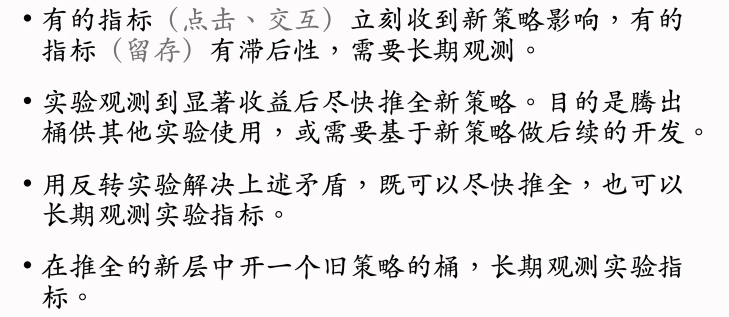 • 有的指标（点击、交互）立刻收到新策略影响，有的
指标（留存）有滞后性，需要长期观测。
• 实验观测到显著收益后尽快推全新策略。目的是腾出
桶供其他实验使用，或需要基于新策略做后续的开发。
• 用反转实验解决上述矛盾，既可以尽快推全，也可以
长期观测实验指标。
• 在推全的新层中开一个旧策略的桶，长期观测实验指
标。